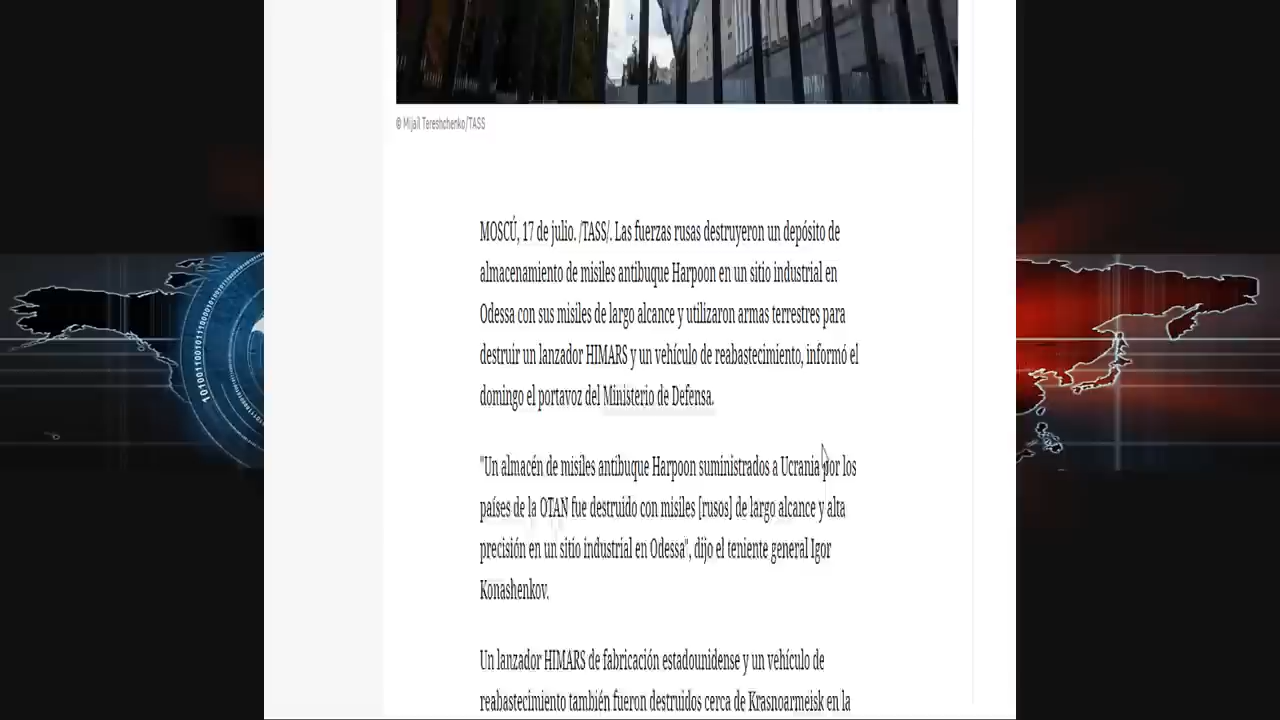 © Mijaíl Tereshchenko/TASS
MOSCÚ, 17 de julio. /TASS/. Las fuerzas rusas destruyeron un depósito de
almacenamiento de misiles antibuque Harpoon en un sitio industrial en
Odessa con sus misiles de largo alcance y utilizaron armas terrestres para
destruir un lanzador HIMARS y un vehículo de reabastecimiento, informó el
domingo el portavoz del Ministerio de Defensa.
"Un almacén de misiles antibuque Harpoon suministrados a Ucrania por los
países de la OTAN fue destruido con misiles [rusos] de largo alcance y alta
precisión en un sitio industrial en Odessa", dijo el teniente general Igor
Konashenkov.
Un lanzador HIMARS de fabricación estadounidense y un vehículo de
reabastecimiento también fueron destruidos cerca de Krasnoarmeisk en la